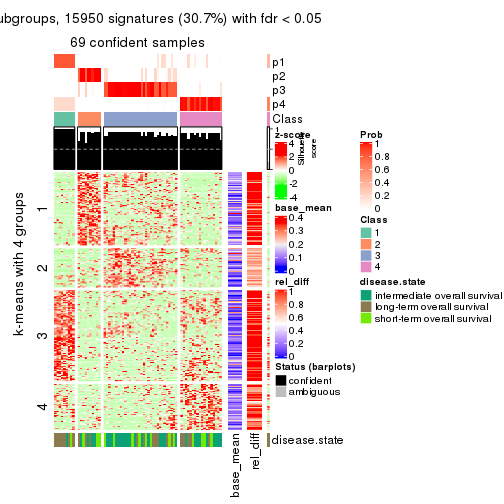 ubgroups, 15950 signatures (30.7%) with fdr < 0.05
69 confident samples
p1
p2
p3
p4
Class
1
Silhouette
score
k-means with 4 groups
1
2
3
4
base_mean
rel_diff
disease.state
z-score
4
2
0
-2
-4
base_mean
0.4
0.3
0.2
0.1
0
rel_diff
1
0.8
0.6
0.4
0.2
0
Status (barplots)
confident
ambiguous
Prob
1
0.8
0.6
0.4
0.2
0
Class
1
2
3
4
disease.state
intermediate overall survival
long-term overall survival
short-term overall survival